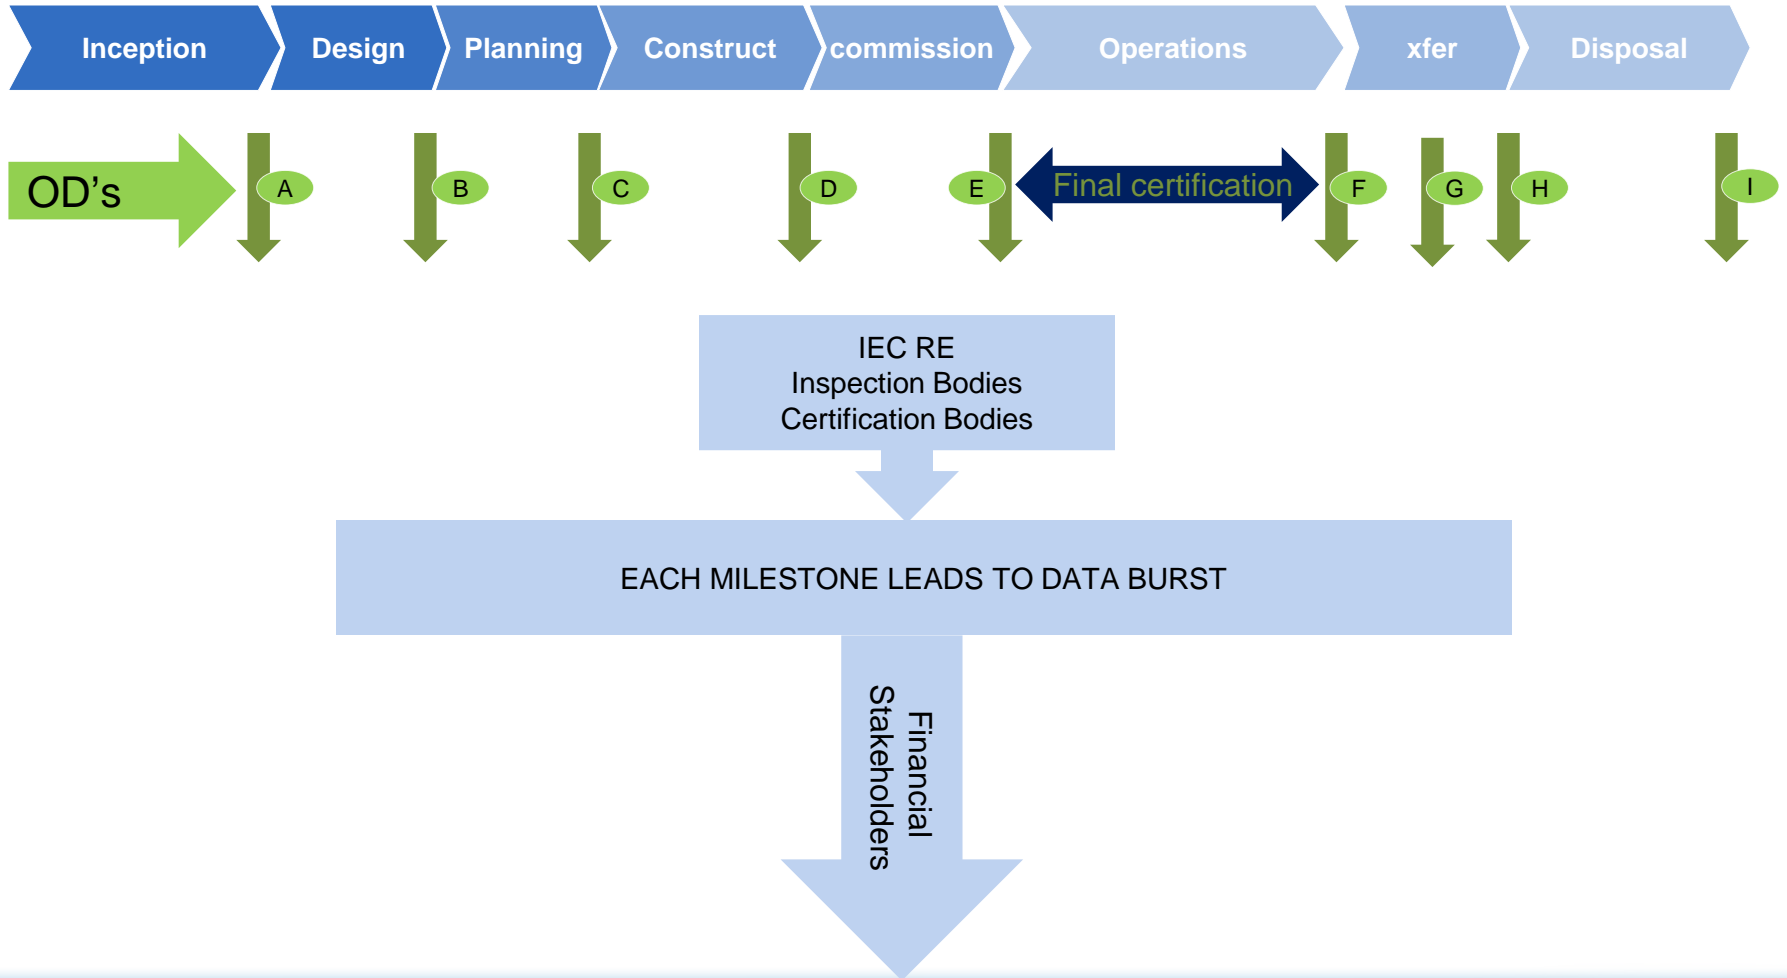 Inception
Design
Planning
Construct
commission
Operations
xfer
Disposal
OD's
A
B
C
D
E
Final certification
F
G
H
I
IEC RE
Inspection Bodies
Certification Bodies
EACH MILESTONE LEADS TO DATA BURST
Financial
Stakeholders